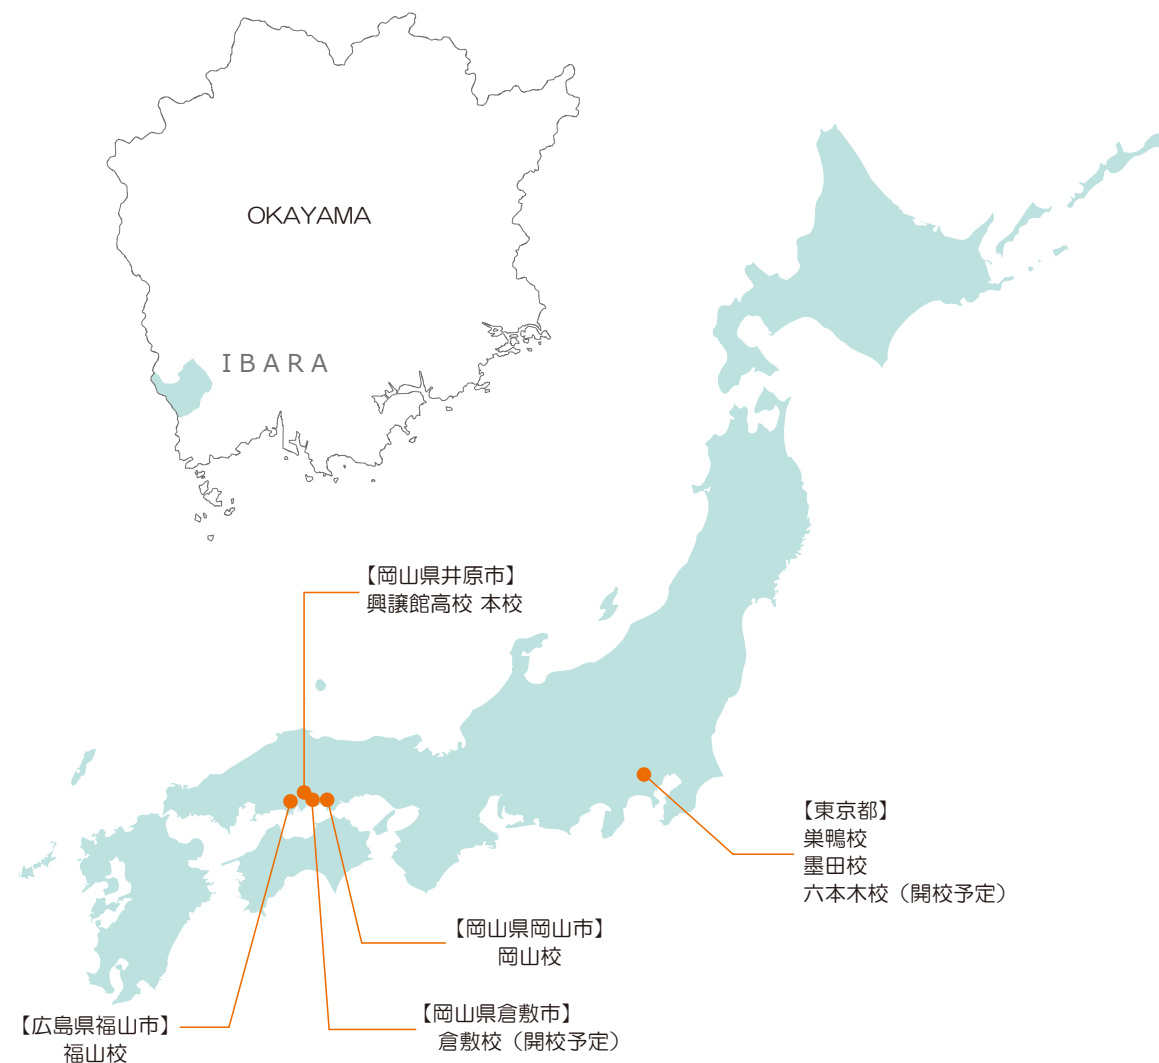 OKAYAMA
IBARA
【岡山県井原市】
興譲館高校 本校
【東京都】
巣鴨校
墨田校
六本木校（開校予定）
【岡山県岡山市】
岡山校
【岡山県倉敷市】
倉敷校（開校予定）
【広島県福山市】
福山校